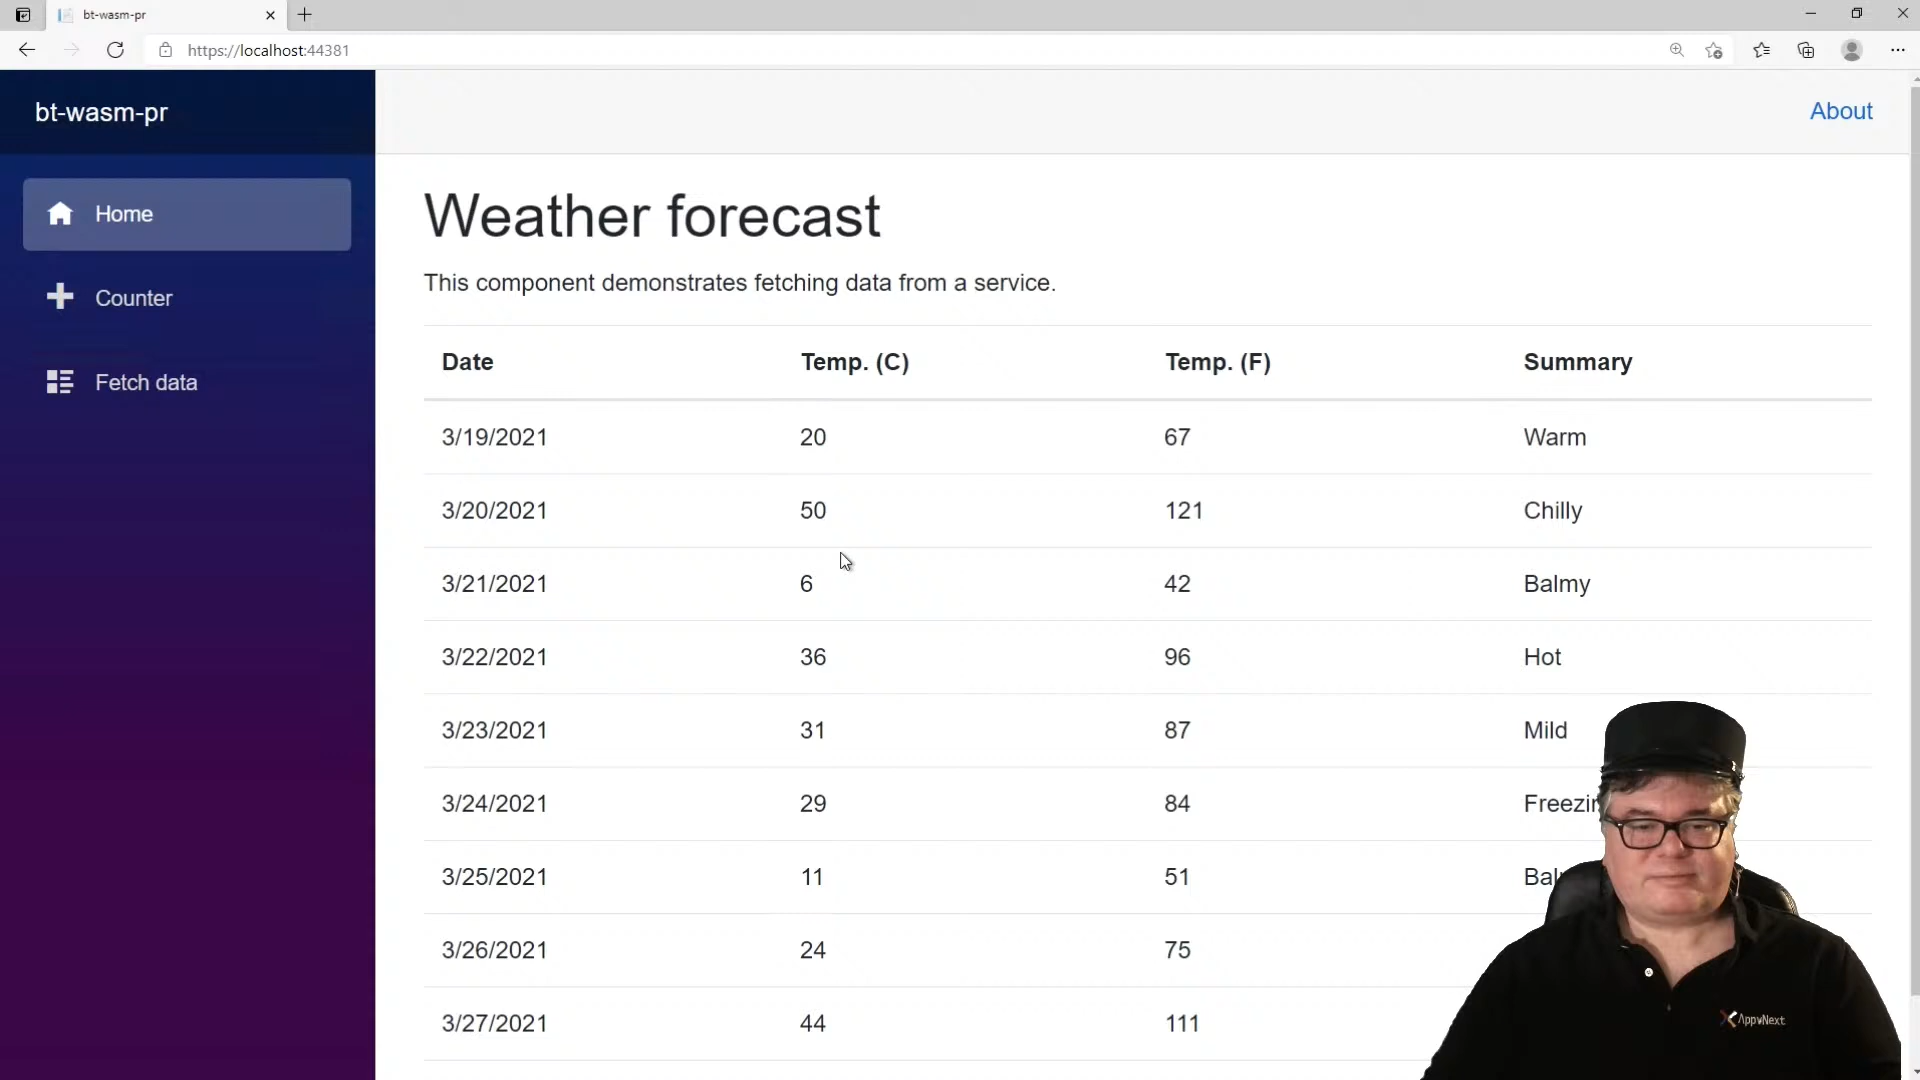 bt-wasm-pr
https://localhost:44381
bt-wasm-pr
About
Home
Counter
Fetch data
Weather forecast
This component demonstrates fetching data from a service.
Date Temp. (C) Temp. (F) Summary
3/19/2021 20 67 Warm
3/20/2021 50 121 Chilly
3/21/2021 6 42 Balmy
3/22/2021 36 96 Hot
3/23/2021 31 87 Mild
3/24/2021 29 84
3/25/2021 11 51
3/26/2021 24 75
3/27/2021 44 111
AppvNext